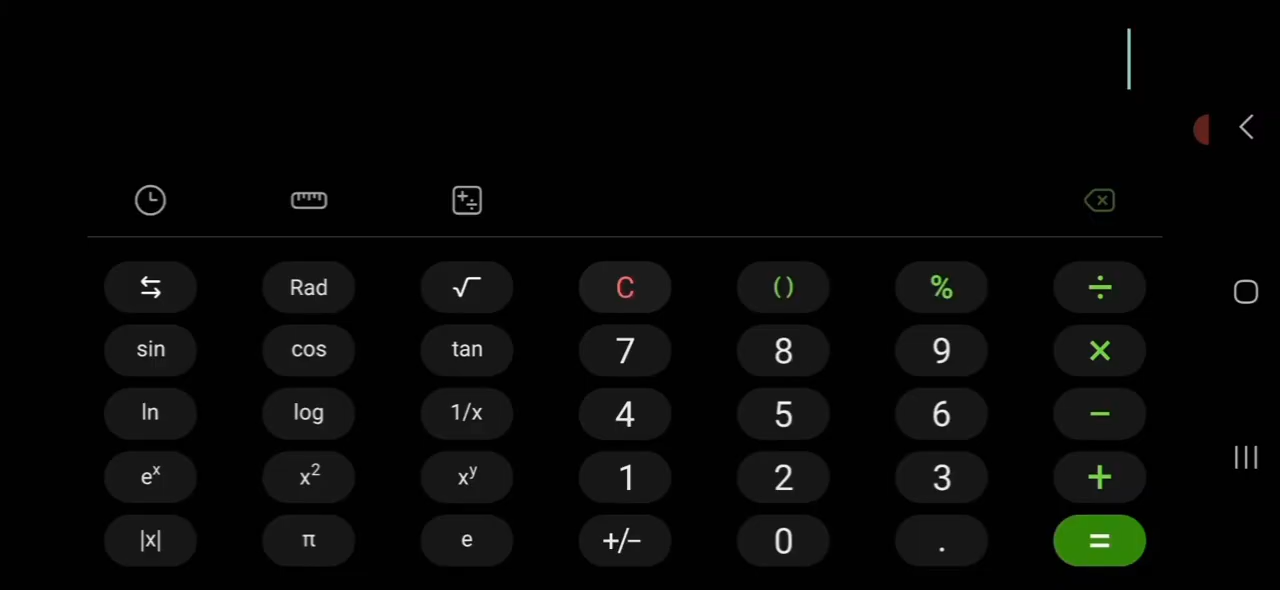 Rad √ C () % ÷
sin cos tan 7 8 9 ×
ln log 1/x 4 5 6 −
eˣ x² xʸ 1 2 3 +
|x| π e +/− 0 . =